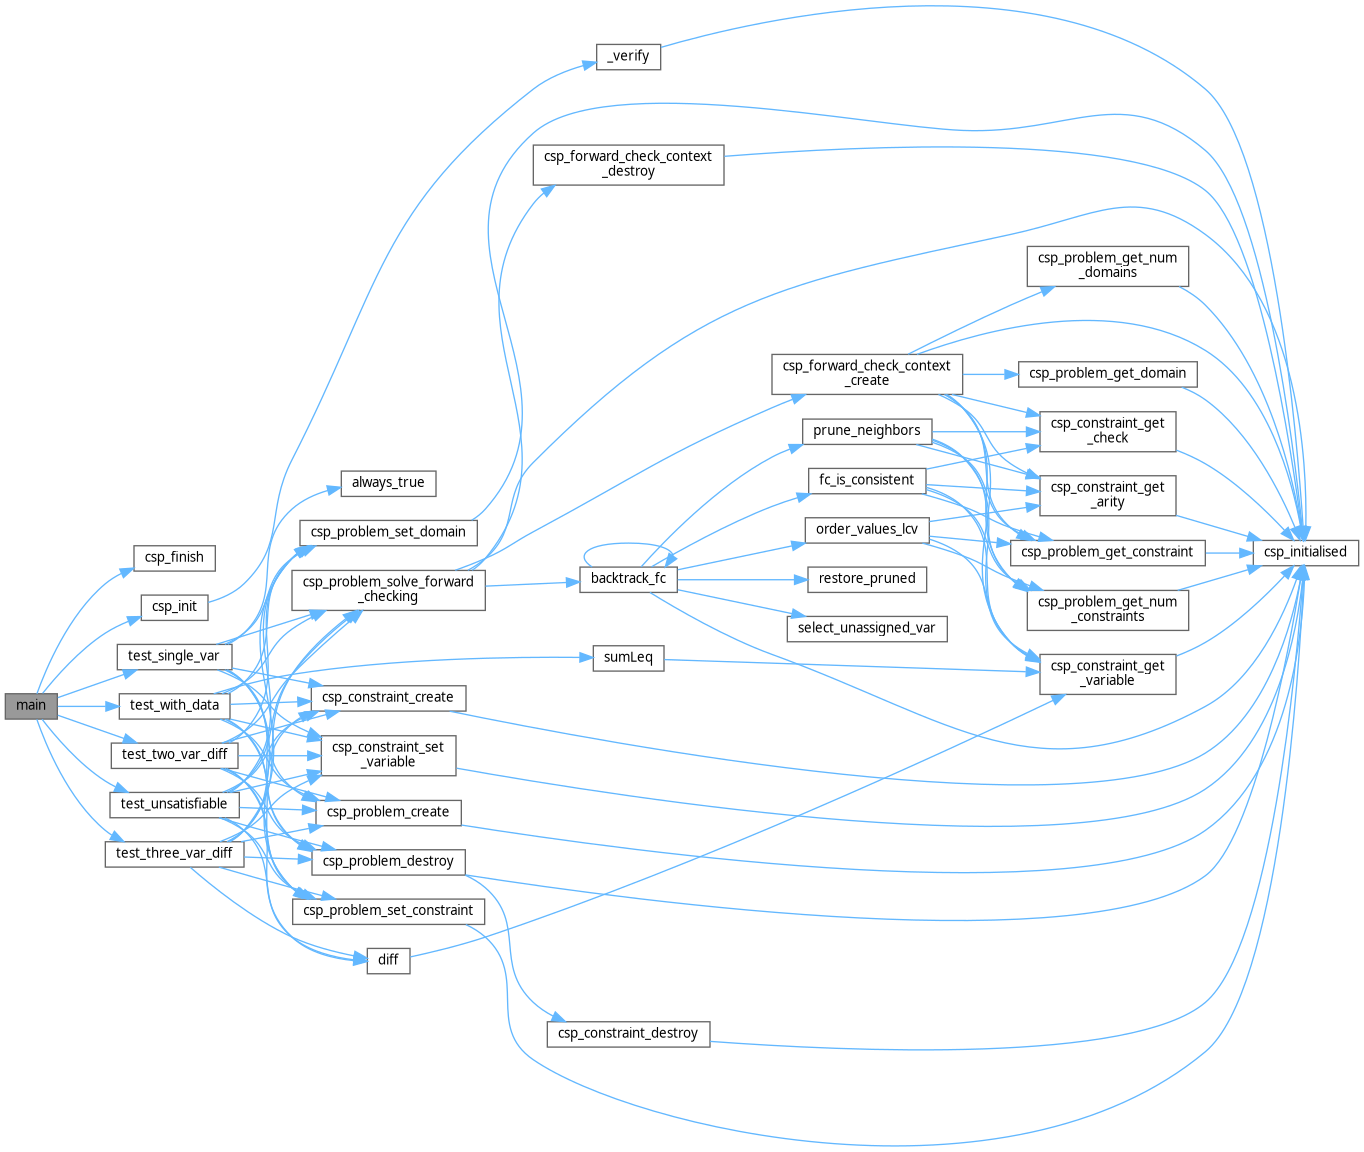 _verify
csp_forward_check_context
_destroy
csp_problem_get_num
_domains
csp_forward_check_context
_create
csp_problem_get_domain
csp_constraint_get
_check
prune_neighbors
always_true
fc_is_consistent
csp_constraint_get
_arity
csp_problem_set_domain
order_values_lcv
csp_finish
csp_problem_get_constraint
csp_initialised
csp_problem_solve_forward
_checking
backtrack_fc
restore_pruned
csp_init
csp_problem_get_num
_constraints
select_unassigned_var
test_single_var
sumLeq
csp_constraint_get
_variable
main
test_with_data
csp_constraint_create
test_two_var_diff
csp_constraint_set
_variable
test_unsatisfiable
csp_problem_create
test_three_var_diff
csp_problem_destroy
csp_problem_set_constraint
diff
csp_constraint_destroy